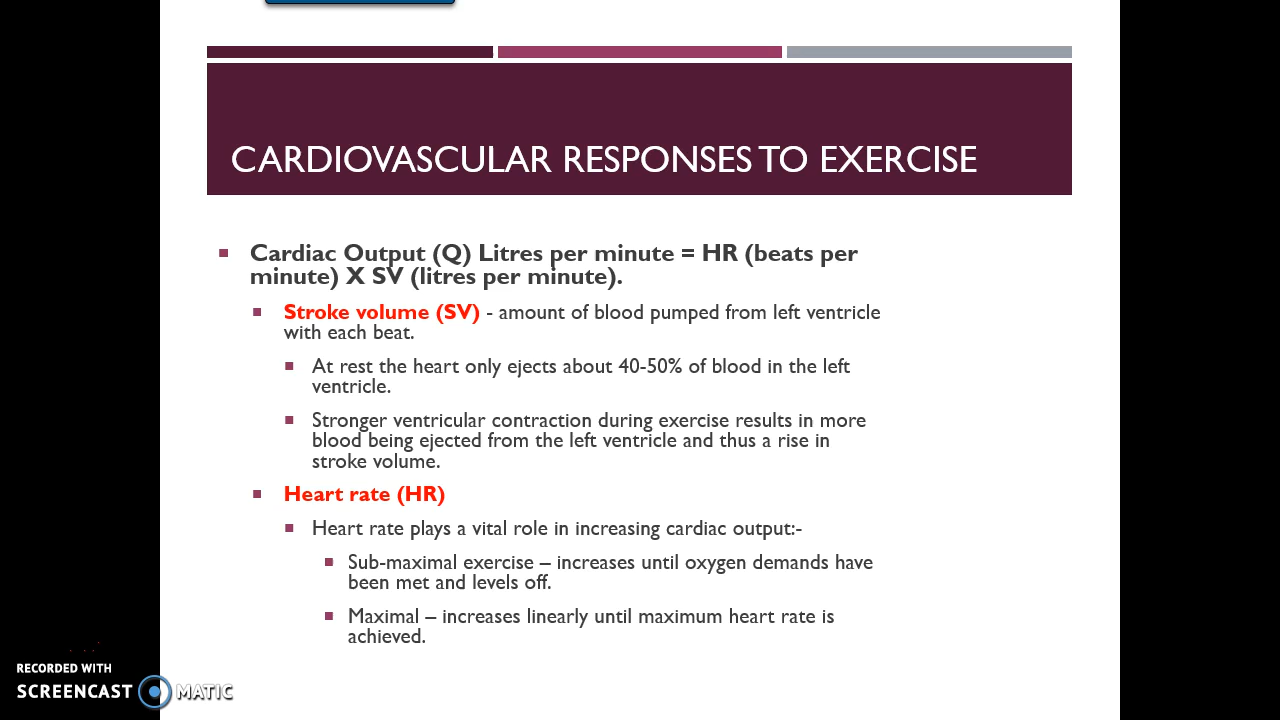 CARDIOVASCULAR RESPONSES TO EXERCISE
Cardiac Output (Q) Litres per minute = HR (beats per
minute) X SV (litres per minute).
Stroke volume (SV) - amount of blood pumped from left ventricle
with each beat.
At rest the heart only ejects about 40-50% of blood in the left
ventricle.
Stronger ventricular contraction during exercise results in more
blood being ejected from the left ventricle and thus a rise in
stroke volume.
Heart rate (HR)
Heart rate plays a vital role in increasing cardiac output:-
Sub-maximal exercise – increases until oxygen demands have
been met and levels off.
Maximal – increases linearly until maximum heart rate is
achieved.
RECORDED WITH
SCREENCAST MATIC